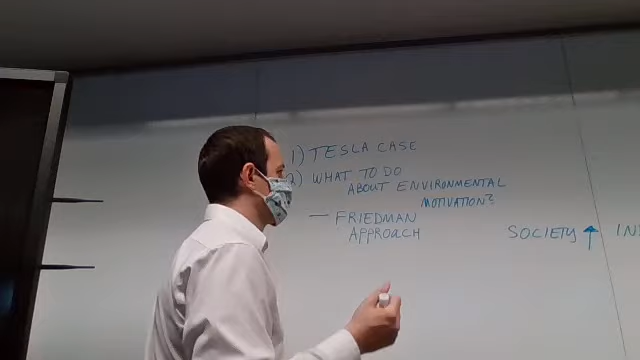 1) TESLA CASE
2) WHAT TO DO
ABOUT ENVIRONMENTAL
MOTIVATION?
— FRIEDMAN
APPROACH
SOCIETY ↑